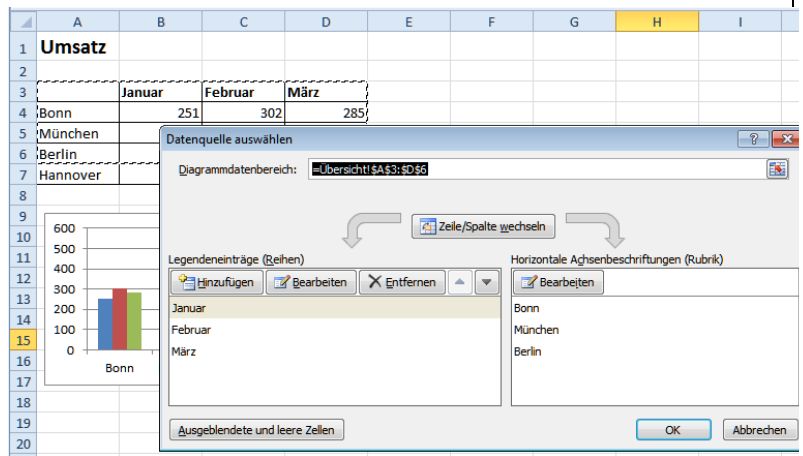 A B C D E F G H I
1 Umsatz
2
3 Januar Februar März
4 Bonn 251 302 285
5 München
6 Berlin
7 Hannover
8
9
10
11
12
13
14
15
16
17
18
19
20
600
500
400
300
200
100
0
Bonn
Datenquelle auswählen
Diagrammdatenbereich: =Übersicht!$A$3:$D$6
Zeile/Spalte wechseln
Legendeneinträge (Reihen)
Hinzufügen Bearbeiten Entfernen
Januar
Februar
März
Horizontale Achsenbeschriftungen (Rubrik)
Bearbeiten
Bonn
München
Berlin
Ausgeblendete und leere Zellen
OK Abbrechen